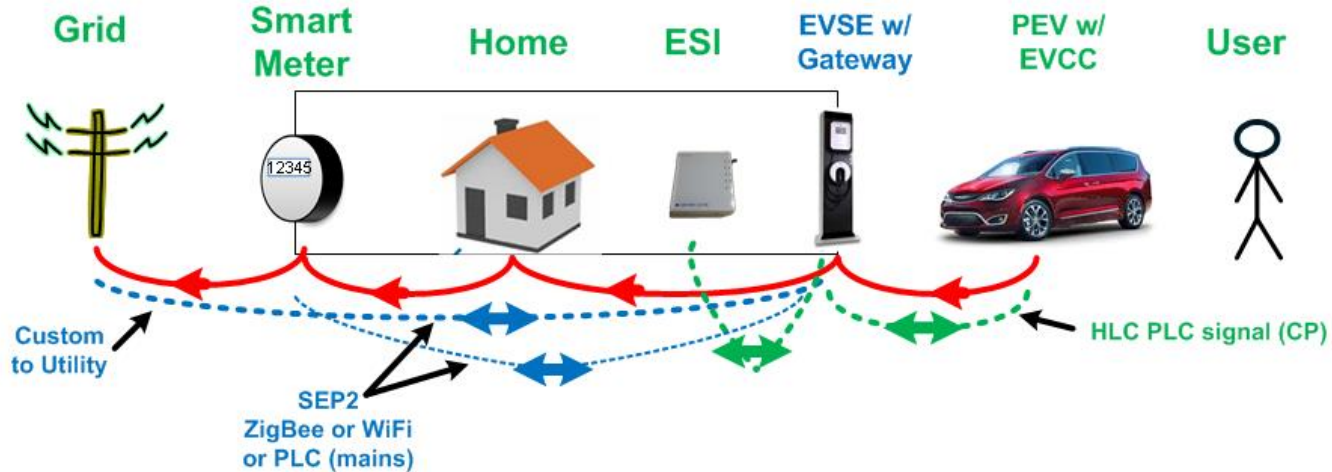 Grid
Smart
Meter
Home
ESI
EVSE w/
Gateway
PEV w/
EVCC
User
12345
Custom
to Utility
HLC PLC signal (CP)
SEP2
ZigBee or WiFi
or PLC (mains)